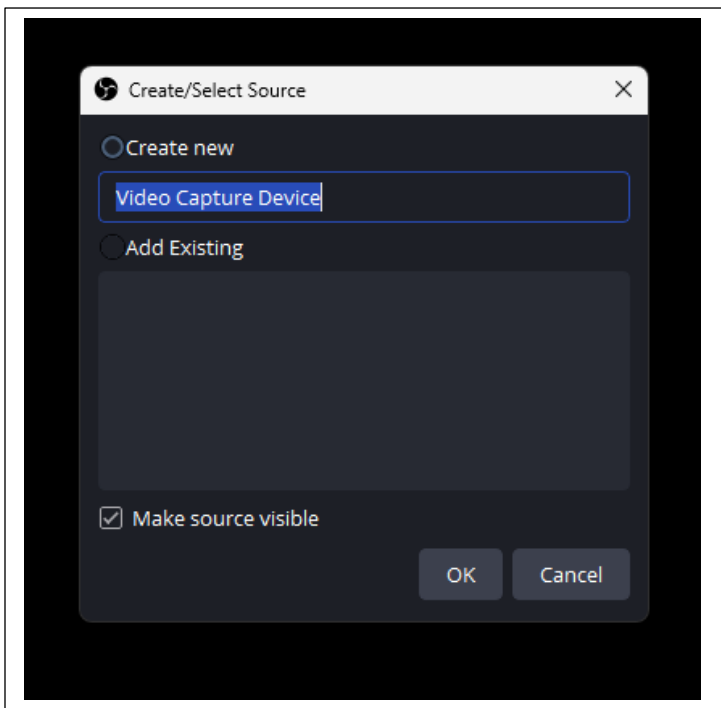 Create/Select Source
Create new
Video Capture Device
Add Existing
Make source visible
OK Cancel